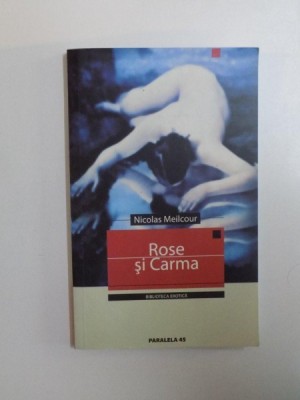 Nicolas Meilcour
Rose
şi Carma
BIBLIOTECA EROTICĂ
PARALELA 45